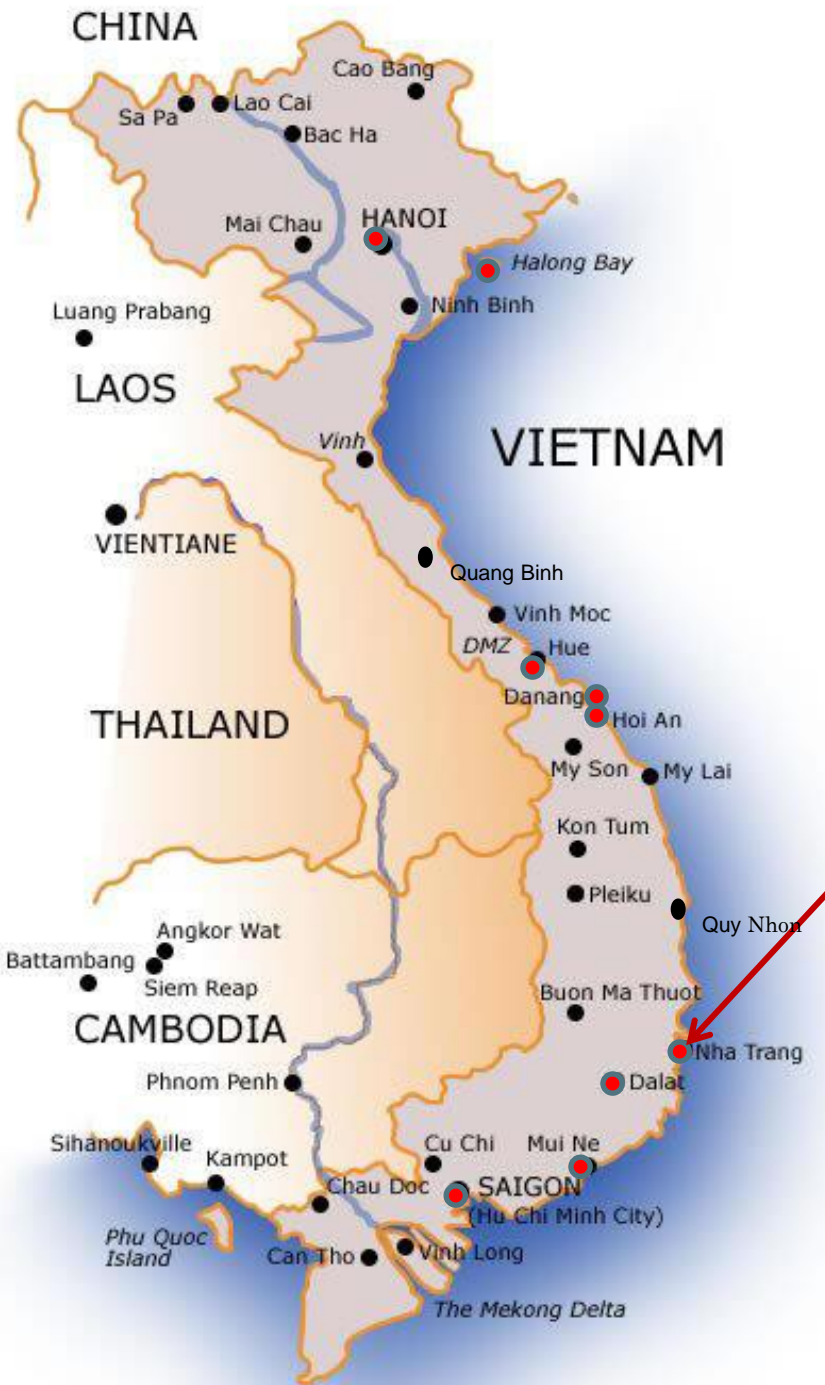 CHINA
Cao Bang
Sa Pa
Lao Cai
Bac Ha
Mai Chau
HANOI
Halong Bay
Luang Prabang
Ninh Binh
LAOS
Vinh
VIETNAM
VIENTIANE
Quang Binh
Vinh Moc
DMZ
Hue
Danang
THAILAND
Hoi An
My Son
My Lai
Kon Tum
Pleiku
Angkor Wat
Quy Nhon
Battambang
Siem Reap
Buon Ma Thuot
CAMBODIA
Nha Trang
Phnom Penh
Dalat
Sihanoukville
Kampot
Cu Chi
Mui Ne
Chau Doc
SAIGON
(Hu Chi Minh City)
Phu Quoc
Island
Can Tho
Vinh Long
The Mekong Delta